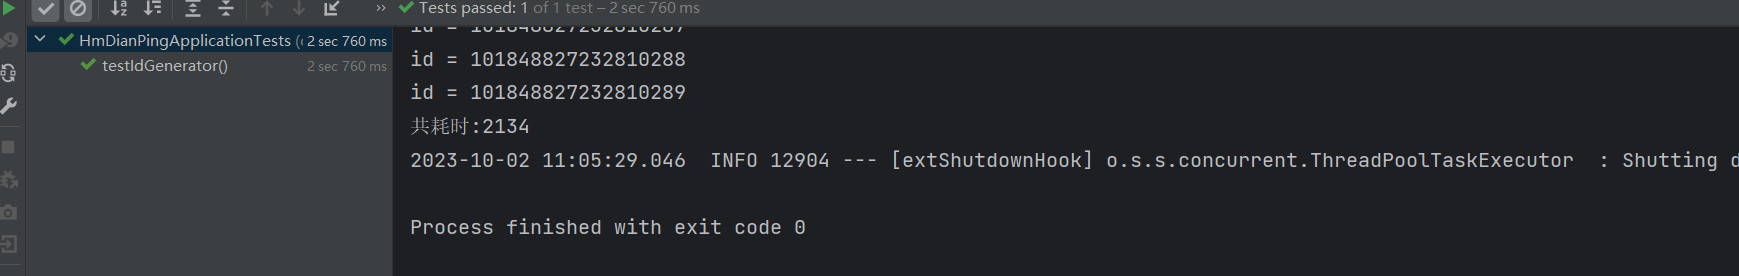 Tests passed: 1 of 1 test – 2 sec 760 ms
HmDianPingApplicationTests (c 2 sec 760 ms
testIdGenerator() 2 sec 760 ms
id = 101848827232810287
id = 101848827232810288
id = 101848827232810289
共耗时:2134
2023-10-02 11:05:29.046  INFO 12904 --- [extShutdownHook] o.s.s.concurrent.ThreadPoolTaskExecutor  : Shutting d
Process finished with exit code 0